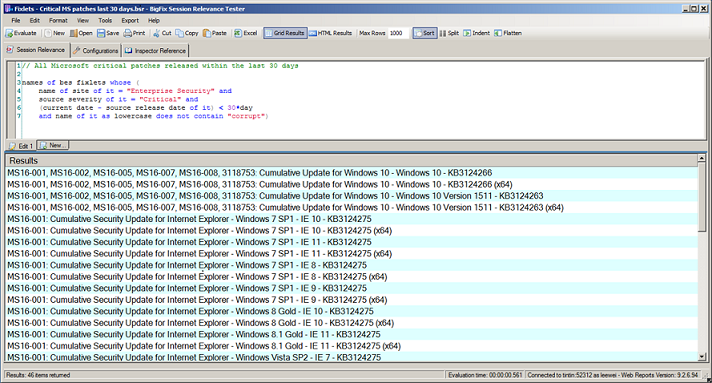 Fixlets - Critical MS patches last 30 days.bsr - BigFix Session Relevance Tester
File Edit Format View Tools Export Help
Evaluate New Open Save Print Cut Copy Paste Excel Grid Results HTML Results Max Rows 1000 Sort Split Indent Flatten
Session Relevance Configurations Inspector Reference
1 // All Microsoft critical patches released within the last 30 days
2
3 names of bes fixlets whose (
4 name of site of it = "Enterprise Security" and
5 source severity of it = "Critical" and
6 (current date - source release date of it) < 30*day
7 and name of it as lowercase does not contain "corrupt")
Edit 1 New...
Results
MS16-001, MS16-002, MS16-005, MS16-007, MS16-008, 3118753: Cumulative Update for Windows 10 - Windows 10 - KB3124266
MS16-001, MS16-002, MS16-005, MS16-007, MS16-008, 3118753: Cumulative Update for Windows 10 - Windows 10 - KB3124266 (x64)
MS16-001, MS16-002, MS16-005, MS16-007, MS16-008, 3118753: Cumulative Update for Windows 10 - Windows 10 Version 1511 - KB3124263
MS16-001, MS16-002, MS16-005, MS16-007, MS16-008, 3118753: Cumulative Update for Windows 10 - Windows 10 Version 1511 - KB3124263 (x64)
MS16-001: Cumulative Security Update for Internet Explorer - Windows 7 SP1 - IE 10 - KB3124275
MS16-001: Cumulative Security Update for Internet Explorer - Windows 7 SP1 - IE 10 - KB3124275 (x64)
MS16-001: Cumulative Security Update for Internet Explorer - Windows 7 SP1 - IE 11 - KB3124275
MS16-001: Cumulative Security Update for Internet Explorer - Windows 7 SP1 - IE 11 - KB3124275 (x64)
MS16-001: Cumulative Security Update for Internet Explorer - Windows 7 SP1 - IE 8 - KB3124275
MS16-001: Cumulative Security Update for Internet Explorer - Windows 7 SP1 - IE 8 - KB3124275 (x64)
MS16-001: Cumulative Security Update for Internet Explorer - Windows 7 SP1 - IE 9 - KB3124275
MS16-001: Cumulative Security Update for Internet Explorer - Windows 7 SP1 - IE 9 - KB3124275 (x64)
MS16-001: Cumulative Security Update for Internet Explorer - Windows 8 Gold - IE 10 - KB3124275
MS16-001: Cumulative Security Update for Internet Explorer - Windows 8 Gold - IE 10 - KB3124275 (x64)
MS16-001: Cumulative Security Update for Internet Explorer - Windows 8.1 Gold - IE 11 - KB3124275
MS16-001: Cumulative Security Update for Internet Explorer - Windows 8.1 Gold - IE 11 - KB3124275 (x64)
MS16-001: Cumulative Security Update for Internet Explorer - Windows Vista SP2 - IE 7 - KB3124275
Results: 46 items returned Evaluation time: 00:00:00.561 Connected to tintin:52312 as leewei - Web Reports Version: 9.2.6.94